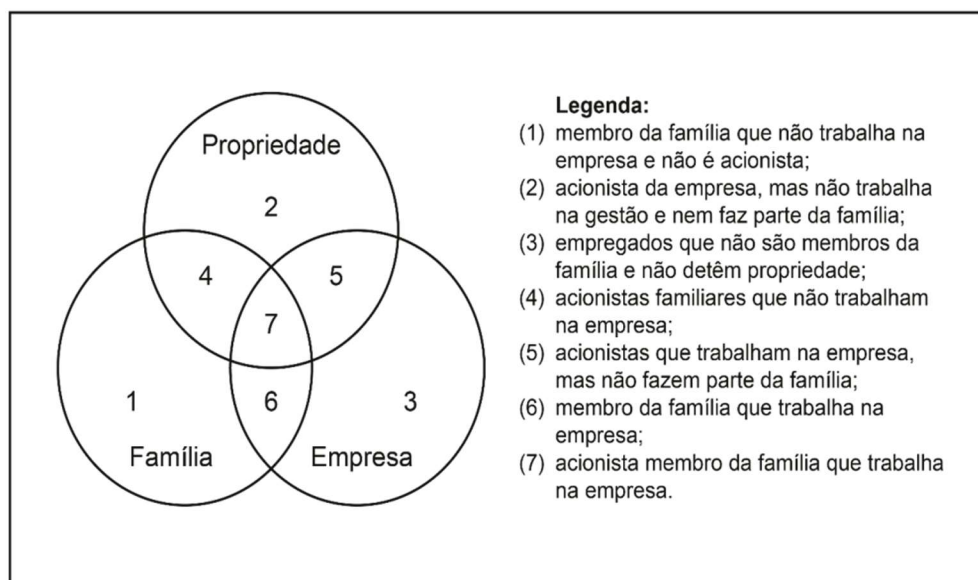 Propriedade
2
4
5
7
1
6
3
Família
Empresa
Legenda:
(1) membro da família que não trabalha na
empresa e não é acionista;
(2) acionista da empresa, mas não trabalha
na gestão e nem faz parte da família;
(3) empregados que não são membros da
família e não detêm propriedade;
(4) acionistas familiares que não trabalham
na empresa;
(5) acionistas que trabalham na empresa,
mas não fazem parte da família;
(6) membro da família que trabalha na
empresa;
(7) acionista membro da família que trabalha
na empresa.